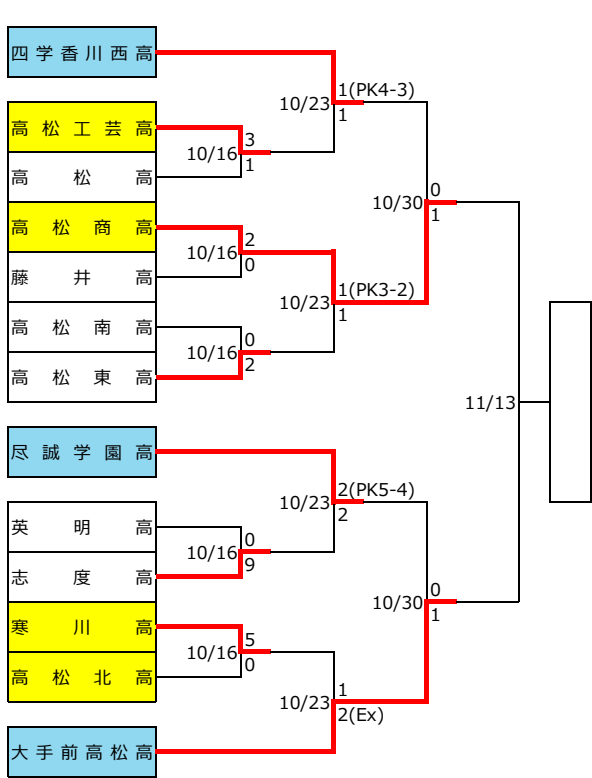 四学香川西高
1(PK4-3)
10/23
1
高松工芸高
3
10/16
1
高松高
0
10/30
1
高松商高
2
10/16
0
藤井高
1(PK3-2)
10/23
1
高松南高
0
10/16
2
高松東高
11/13
尽誠学園高
2(PK5-4)
10/23
2
英明高
0
10/16
9
志度高
0
10/30
1
寒川高
5
10/16
0
高松北高
1
10/23
2(Ex)
大手前高松高